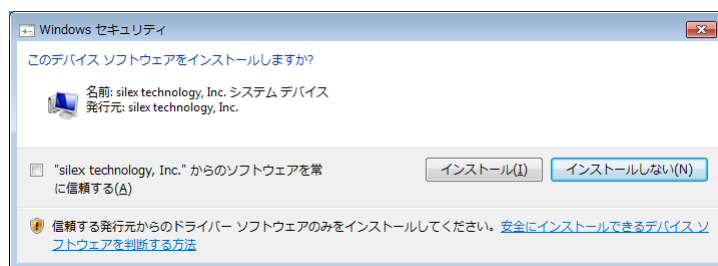 Windows セキュリティ
このデバイス ソフトウェアをインストールしますか?
名前: silex technology, Inc. システム デバイス
発行元: silex technology, Inc.
"silex technology, Inc." からのソフトウェアを常
に信頼する(A)
インストール(I)
インストールしない(N)
信頼する発行元からのドライバー ソフトウェアのみをインストールしてください。安全にインストールできるデバイス ソ
フトウェアを判断する方法